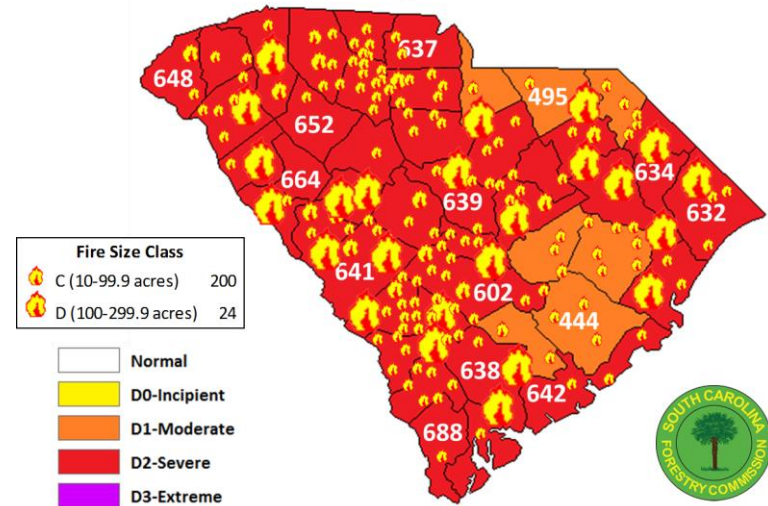 637
648
495
652
634
664
639
632
Fire Size Class
C (10-99.9 acres) 200
D (100-299.9 acres) 24
641
602
444
638
642
688
Normal
D0-Incipient
D1-Moderate
D2-Severe
D3-Extreme
SOUTH CAROLINA
FORESTRY COMMISSION